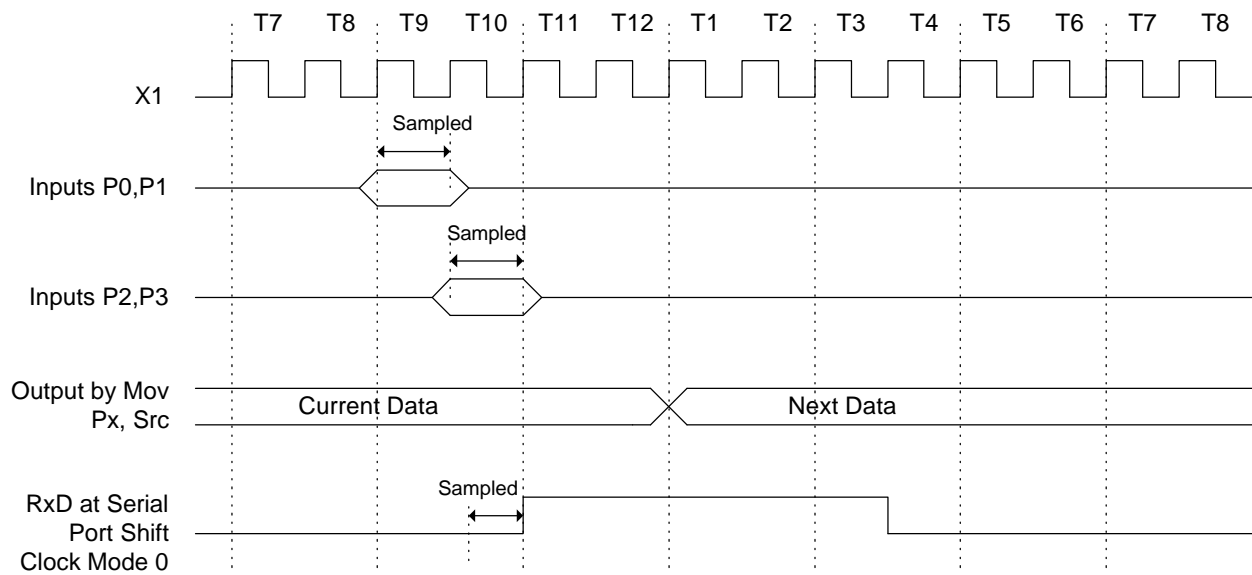 T7 T8 T9 T10 T11 T12 T1 T2 T3 T4 T5 T6 T7 T8
X1
Sampled
Inputs P0,P1
Sampled
Inputs P2,P3
Output by Mov
Px, Src
Current Data
Next Data
Sampled
RxD at Serial
Port Shift
Clock Mode 0